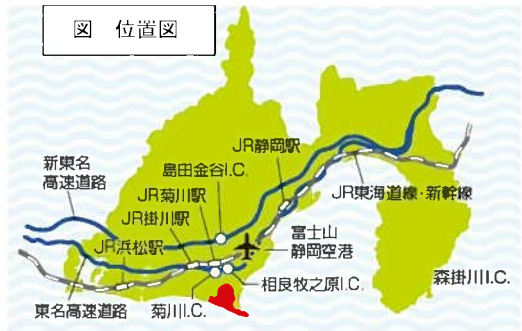 図 位置図
新東名
高速道路
JR静岡駅
島田金谷I.C.
JR菊川駅
JR掛川駅
JR浜松駅
JR東海道線・新幹線
富士山
静岡空港
相良牧之原I.C.
菊川I.C.
東名高速道路
森掛川I.C.